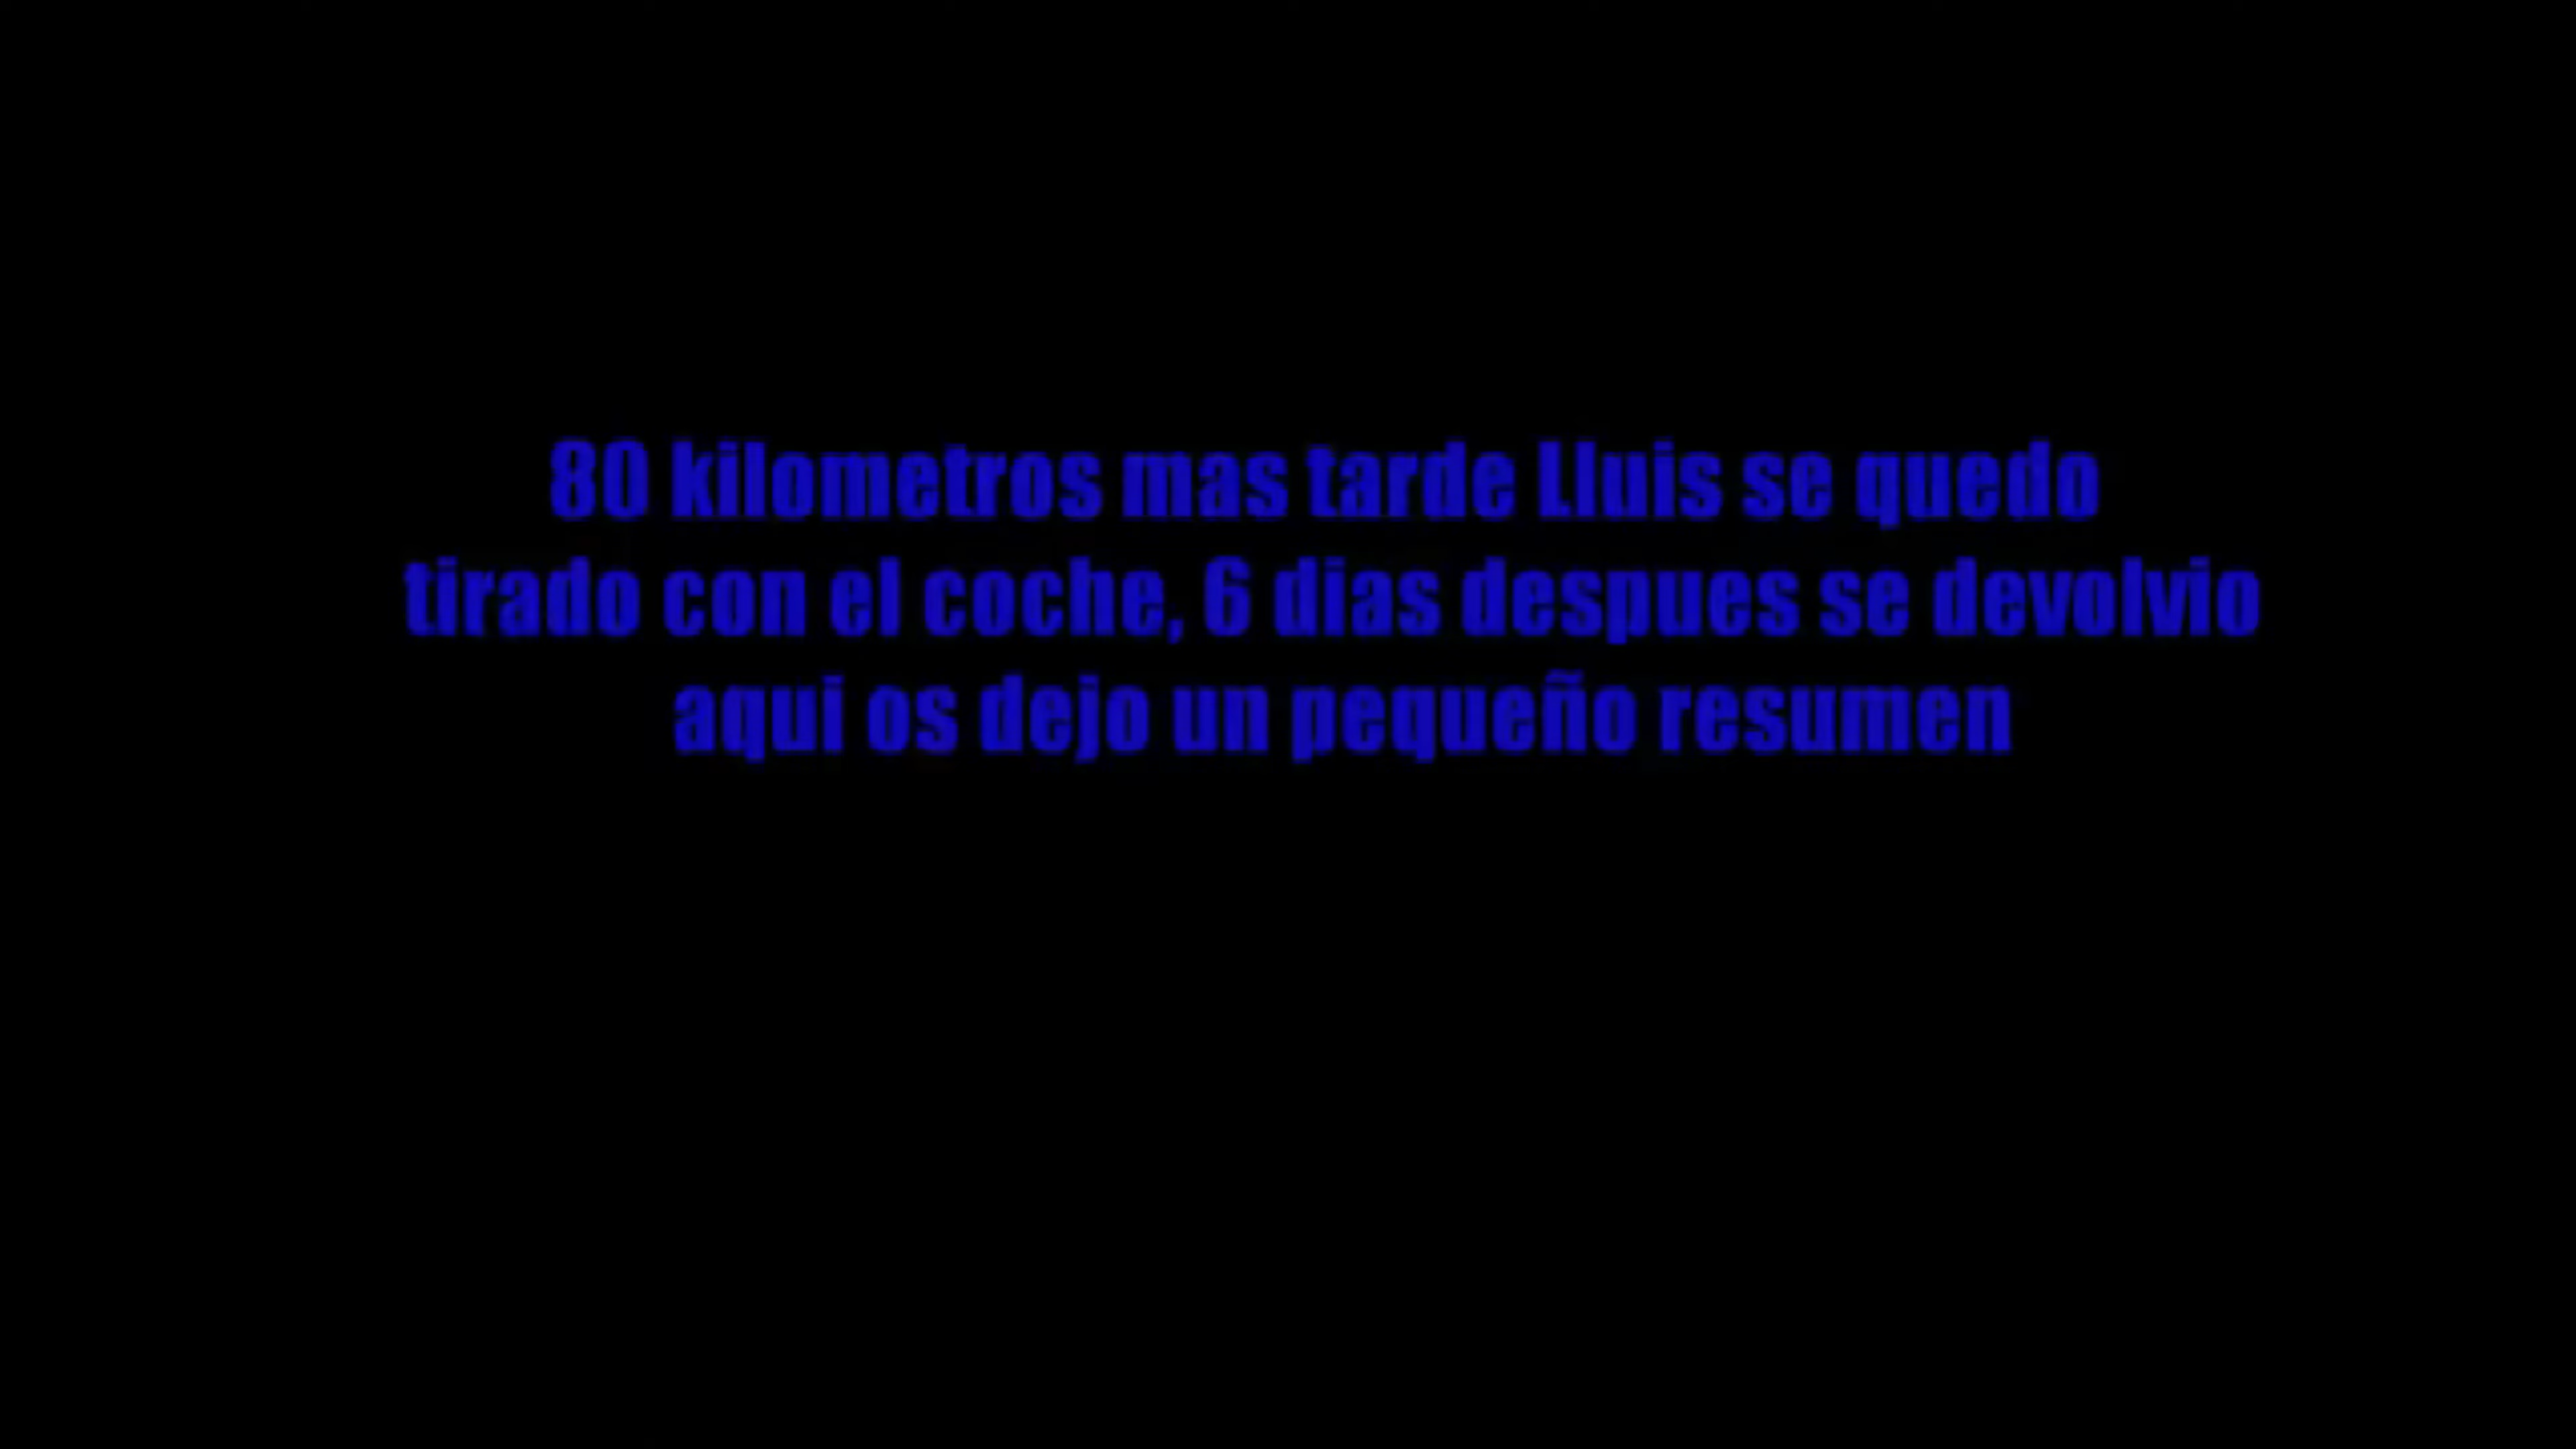 80 kilometros mas tarde Lluis se quedo
tirado con el coche, 6 dias despues se devolvio
aqui os dejo un pequeño resumen